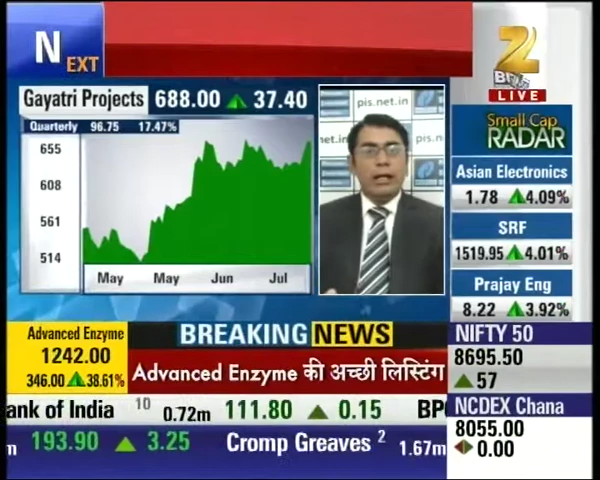 NEXT
Z
LIVE
Gayatri Projects 688.00 ▲ 37.40
Quarterly 96.75 17.47%
655
608
561
514
May May Jun Jul
pis.net.in
Small Cap
RADAR
Asian Electronics
1.78 ▲4.09%
SRF
1519.95 ▲4.01%
Prajay Eng
8.22 ▲3.92%
Advanced Enzyme
1242.00
346.00 ▲38.61%
BREAKING NEWS
Advanced Enzyme की अच्छी लिस्टिंग
NIFTY 50
8695.50
▲ 57
NCDEX Chana
8055.00
0.00
ank of India 10 0.72m 111.80 ▲ 0.15 BP
m 193.90 ▲ 3.25 Cromp Greaves 2 1.67m